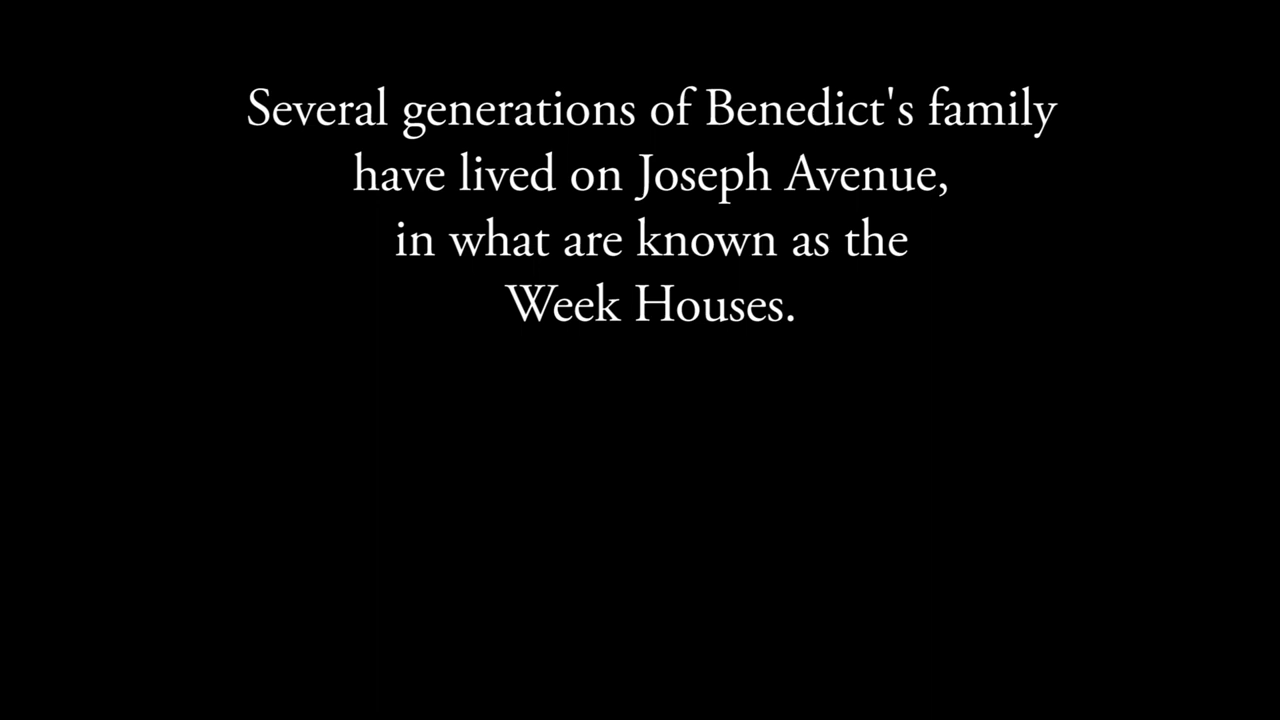 Several generations of Benedict's family
have lived on Joseph Avenue,
in what are known as the
Week Houses.